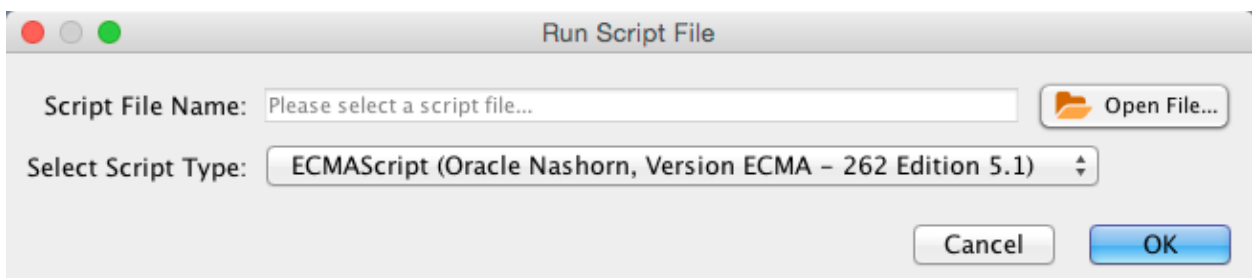 Run Script File
Script File Name: Please select a script file... Open File...
Select Script Type: ECMAScript (Oracle Nashorn, Version ECMA – 262 Edition 5.1)
Cancel OK